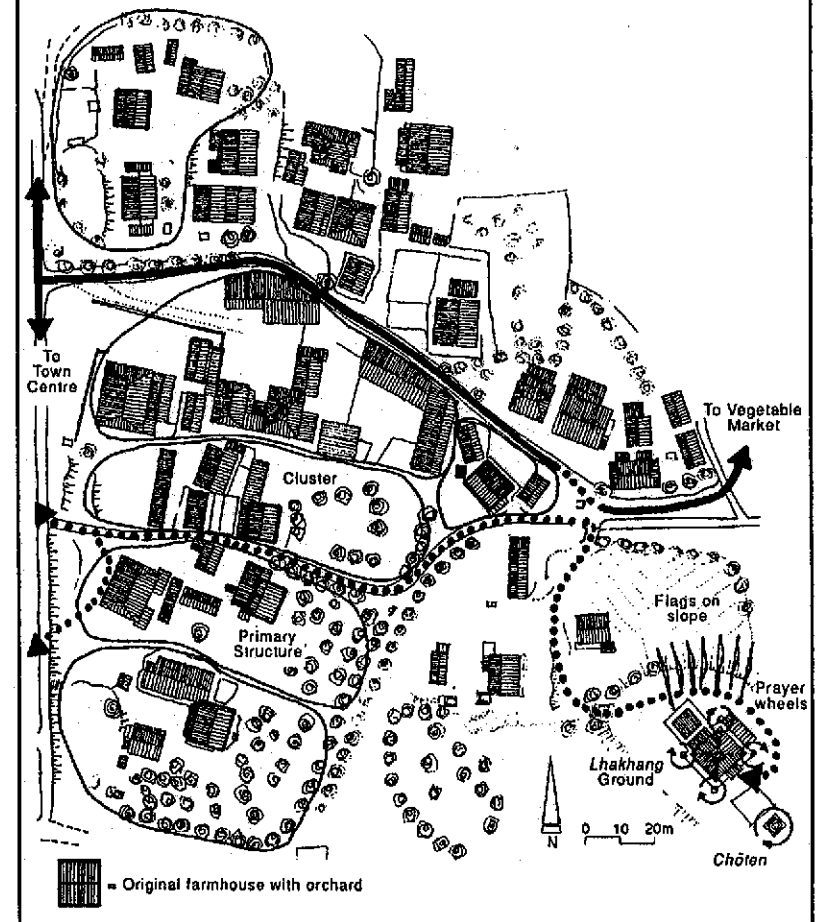 To
Town
Centre
To Vegetable
Market
Cluster
Primary
Structure
Flags on
slope
Prayer
wheels
Lhakhang
Ground
Chöten
N
0 10 20m
= Original farmhouse with orchard